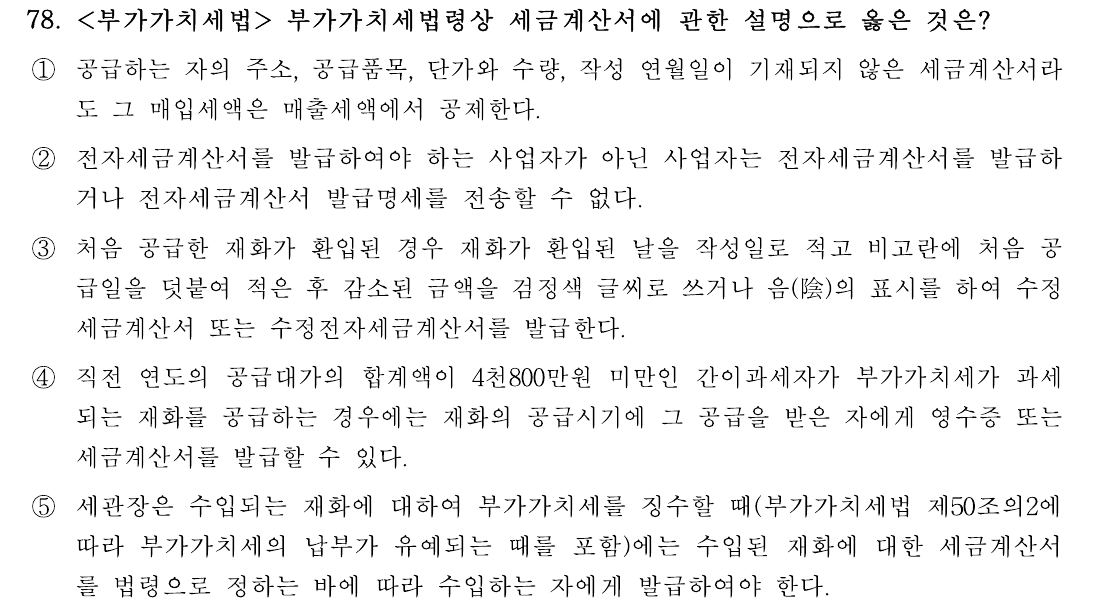 78. <부가가치세법> 부가가치세법령상 세금계산서에 관한 설명으로 옳은 것은?
① 공급하는 자의 주소, 공급품목, 단가와 수량, 작성 연월일이 기재되지 않은 세금계산서라
도 그 매입세액은 매출세액에서 공제한다.
② 전자세금계산서를 발급하여야 하는 사업자가 아닌 사업자는 전자세금계산서를 발급하
거나 전자세금계산서 발급명세를 전송할 수 없다.
③ 처음 공급한 재화가 환입된 경우 재화가 환입된 날을 작성일로 적고 비고란에 처음 공
급일을 덧붙여 적은 후 감소된 금액을 검정색 글씨로 쓰거나 음(陰)의 표시를 하여 수정
세금계산서 또는 수정전자세금계산서를 발급한다.
④ 직전 연도의 공급대가의 합계액이 4천800만원 미만인 간이과세자가 부가가치세가 과세
되는 재화를 공급하는 경우에는 재화의 공급시기에 그 공급을 받은 자에게 영수증 또는
세금계산서를 발급할 수 있다.
⑤ 세관장은 수입되는 재화에 대하여 부가가치세를 징수할 때(부가가치세법 제50조의2에
따라 부가가치세의 납부가 유예되는 때를 포함)에는 수입된 재화에 대한 세금계산서
를 법령으로 정하는 바에 따라 수입하는 자에게 발급하여야 한다.